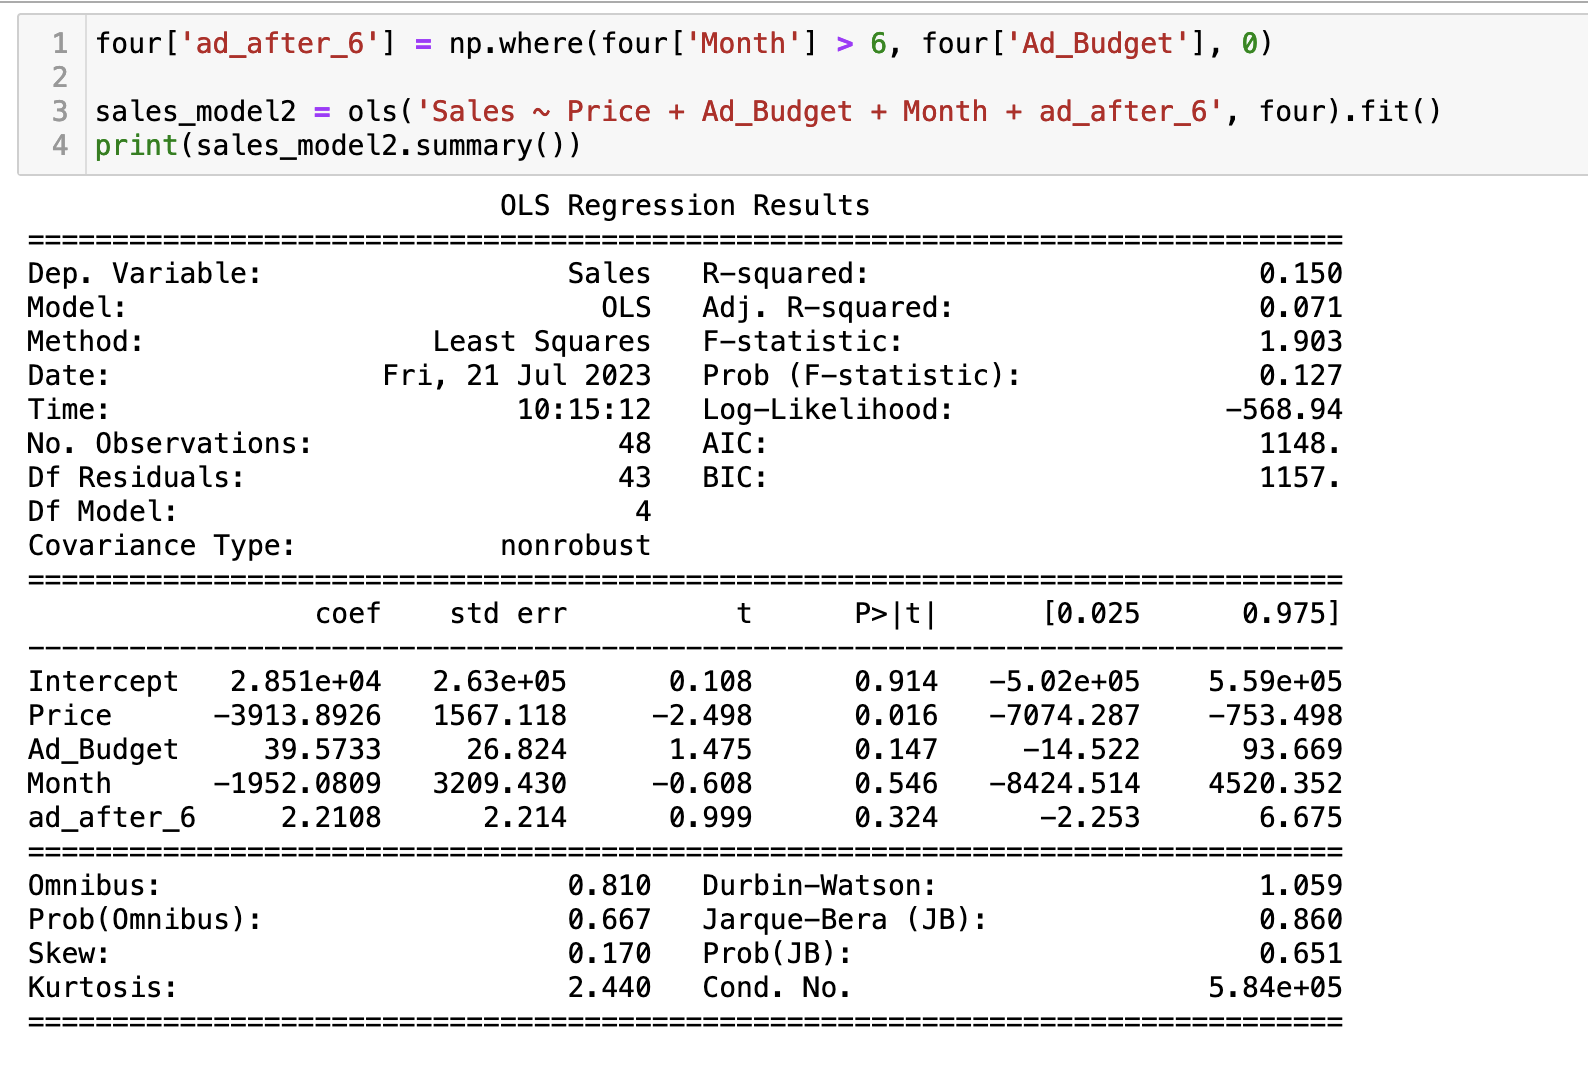 1 four['ad_after_6'] = np.where(four['Month'] > 6, four['Ad_Budget'], 0)
2
3 sales_model2 = ols('Sales ~ Price + Ad_Budget + Month + ad_after_6', four).fit()
4 print(sales_model2.summary())
OLS Regression Results
==============================================================================
Dep. Variable: Sales R-squared: 0.150
Model: OLS Adj. R-squared: 0.071
Method: Least Squares F-statistic: 1.903
Date: Fri, 21 Jul 2023 Prob (F-statistic): 0.127
Time: 10:15:12 Log-Likelihood: -568.94
No. Observations: 48 AIC: 1148.
Df Residuals: 43 BIC: 1157.
Df Model: 4
Covariance Type: nonrobust
==============================================================================
coef std err t P>|t| [0.025 0.975]
------------------------------------------------------------------------------
Intercept 2.851e+04 2.63e+05 0.108 0.914 -5.02e+05 5.59e+05
Price -3913.8926 1567.118 -2.498 0.016 -7074.287 -753.498
Ad_Budget 39.5733 26.824 1.475 0.147 -14.522 93.669
Month -1952.0809 3209.430 -0.608 0.546 -8424.514 4520.352
ad_after_6 2.2108 2.214 0.999 0.324 -2.253 6.675
==============================================================================
Omnibus: 0.810 Durbin-Watson: 1.059
Prob(Omnibus): 0.667 Jarque-Bera (JB): 0.860
Skew: 0.170 Prob(JB): 0.651
Kurtosis: 2.440 Cond. No. 5.84e+05
==============================================================================